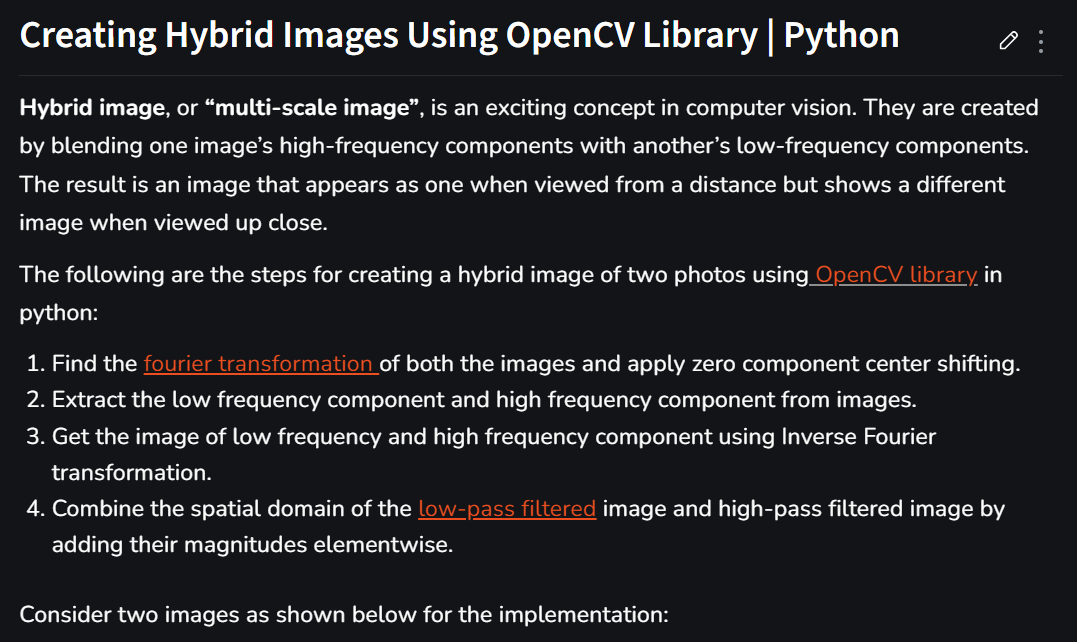 Creating Hybrid Images Using OpenCV Library | Python
Hybrid image, or “multi-scale image”, is an exciting concept in computer vision. They are created
by blending one image’s high-frequency components with another’s low-frequency components.
The result is an image that appears as one when viewed from a distance but shows a different
image when viewed up close.
The following are the steps for creating a hybrid image of two photos using OpenCV library in
python:
1. Find the fourier transformation of both the images and apply zero component center shifting.
2. Extract the low frequency component and high frequency component from images.
3. Get the image of low frequency and high frequency component using Inverse Fourier
transformation.
4. Combine the spatial domain of the low-pass filtered image and high-pass filtered image by
adding their magnitudes elementwise.
Consider two images as shown below for the implementation: